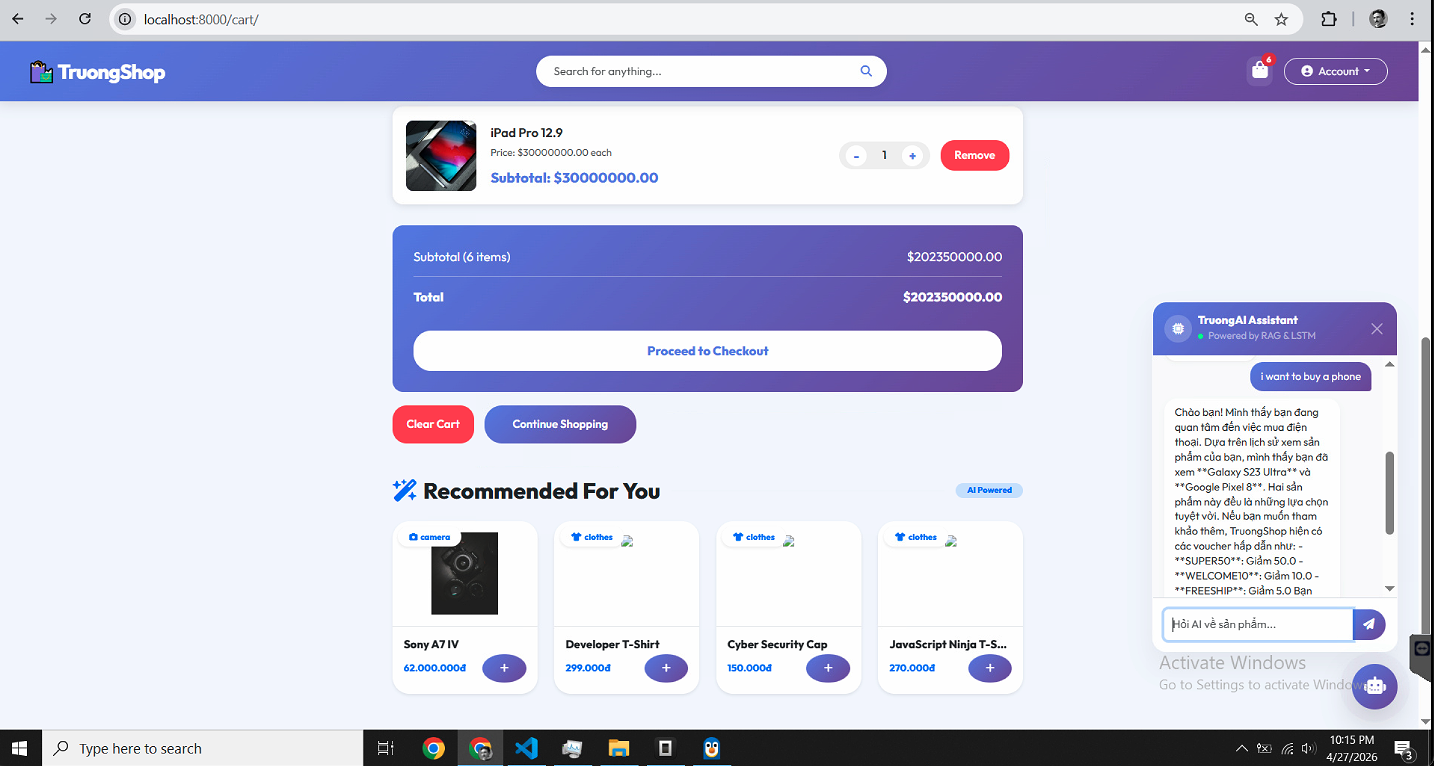 localhost:8000/cart/
TruongShop
Search for anything...
6
Account
iPad Pro 12.9
Price: $30000000.00 each
Subtotal: $30000000.00
- 1 +
Remove
Subtotal (6 items) $202350000.00
Total $202350000.00
Proceed to Checkout
Clear Cart
Continue Shopping
Recommended For You
AI Powered
camera
Sony A7 IV
62.000.000đ
+
clothes
Developer T-Shirt
299.000đ
+
clothes
Cyber Security Cap
150.000đ
+
clothes
JavaScript Ninja T-S...
270.000đ
+
TruongAI Assistant
Powered by RAG & LSTM
i want to buy a phone
Chào bạn! Mình thấy bạn đang
quan tâm đến việc mua điện
thoại. Dựa trên lịch sử xem sản
phẩm của bạn, mình thấy bạn đã
xem **Galaxy S23 Ultra** và
**Google Pixel 8**. Hai sản
phẩm này đều là những lựa chọn
tuyệt vời. Nếu bạn muốn tham
khảo thêm, TruongShop hiện có
các voucher hấp dẫn như: -
**SUPER50**: Giảm 50.0 -
**WELCOME10**: Giảm 10.0 -
**FREESHIP**: Giảm 5.0 Bạn
Hỏi AI về sản phẩm...
Activate Windows
Go to Settings to activate Windows.
Type here to search
10:15 PM
4/27/2026
3